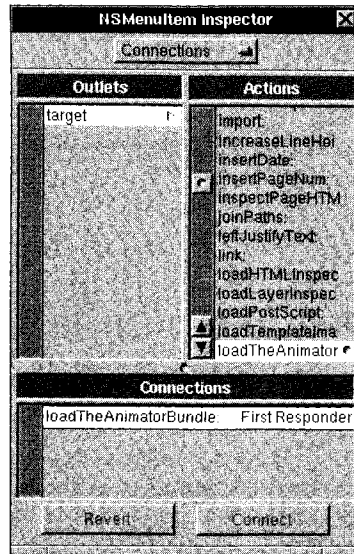 NSMenuItem Inspector
Connections
Outlets
Actions
target
import:
increaseLineHei
insertDate:
insertPageNum
inspectPageHTM
joinPaths:
leftJustifyText:
link:
loadHTMLInspec
loadLayerInspec
loadPostScript:
loadTemplateIma
loadTheAnimator
Connections
loadTheAnimatorBundle: First Responder
Revert
Connect